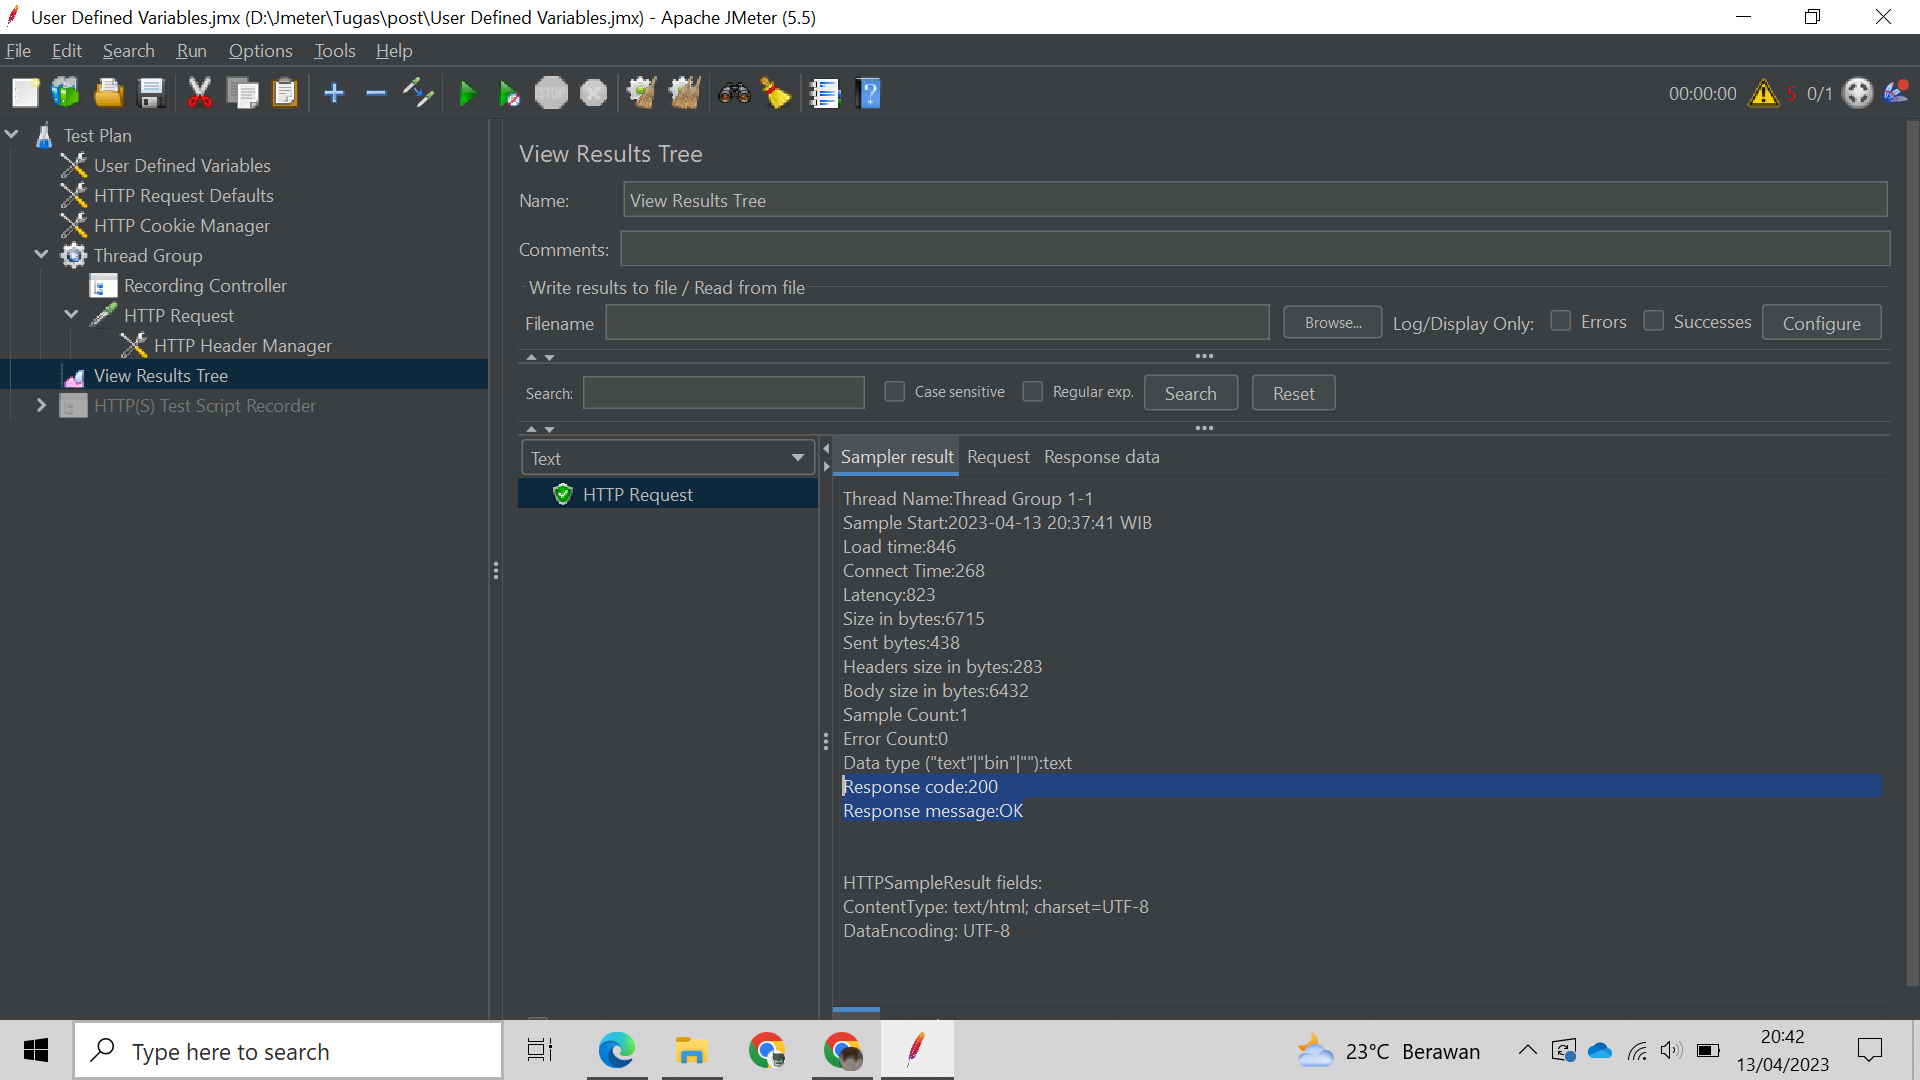 User Defined Variables.jmx (D:\Jmeter\Tugas\post\User Defined Variables.jmx) - Apache JMeter (5.5)
File Edit Search Run Options Tools Help
STOP
00:00:00 5 0/1
Test Plan
User Defined Variables
HTTP Request Defaults
HTTP Cookie Manager
Thread Group
Recording Controller
HTTP Request
HTTP Header Manager
View Results Tree
HTTP(S) Test Script Recorder
View Results Tree
Name: View Results Tree
Comments:
Write results to file / Read from file
Filename Browse... Log/Display Only: Errors Successes Configure
Search: Case sensitive Regular exp. Search Reset
Text
HTTP Request
Sampler result Request Response data
Thread Name:Thread Group 1-1
Sample Start:2023-04-13 20:37:41 WIB
Load time:846
Connect Time:268
Latency:823
Size in bytes:6715
Sent bytes:438
Headers size in bytes:283
Body size in bytes:6432
Sample Count:1
Error Count:0
Data type ("text"|"bin"|""):text
Response code:200
Response message:OK
HTTPSampleResult fields:
ContentType: text/html; charset=UTF-8
DataEncoding: UTF-8
Type here to search
23°C Berawan
20:42
13/04/2023